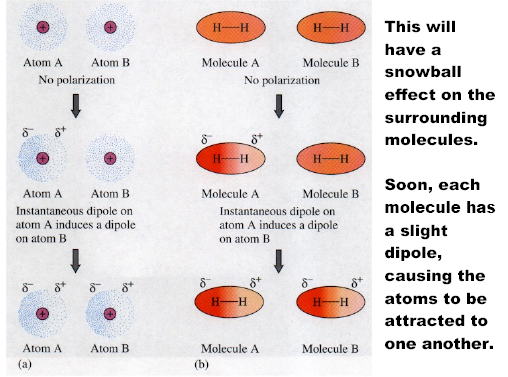 + +
Atom A Atom B
No polarization
δ− δ+
+ +
Atom A Atom B
Instantaneous dipole on
atom A induces a dipole
on atom B
δ− δ+ δ− δ+
+ +
Atom A Atom B
(a)
H—H H—H
Molecule A Molecule B
No polarization
δ− δ+
H—H H—H
Molecule A Molecule B
Instantaneous dipole on
atom A induces a dipole
on atom B
δ− δ+ δ− δ+
H—H H—H
Molecule A Molecule B
(b)
This will
have a
snowball
effect on the
surrounding
molecules.
Soon, each
molecule has
a slight
dipole,
causing the
atoms to be
attracted to
one another.